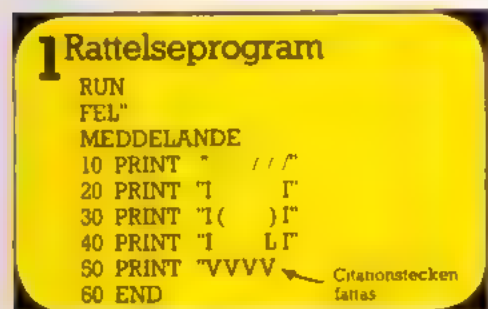 1 Rattelseprogram
RUN
FEL"
MEDDELANDE
10 PRINT " / / /"
20 PRINT "I I"
30 PRINT "I ( ) I"
40 PRINT "I L I"
50 PRINT "VVVV
Citationstecken
fattas
60 END